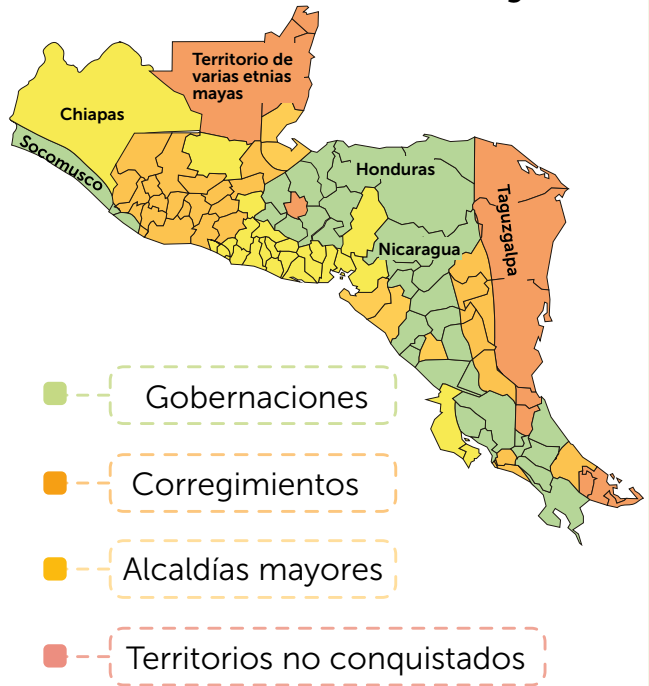 Territorio de
varias etnias
mayas
Chiapas
Socomusco
Honduras
Taguzgalpa
Nicaragua
Gobernaciones
Corregimientos
Alcaldías mayores
Territorios no conquistados